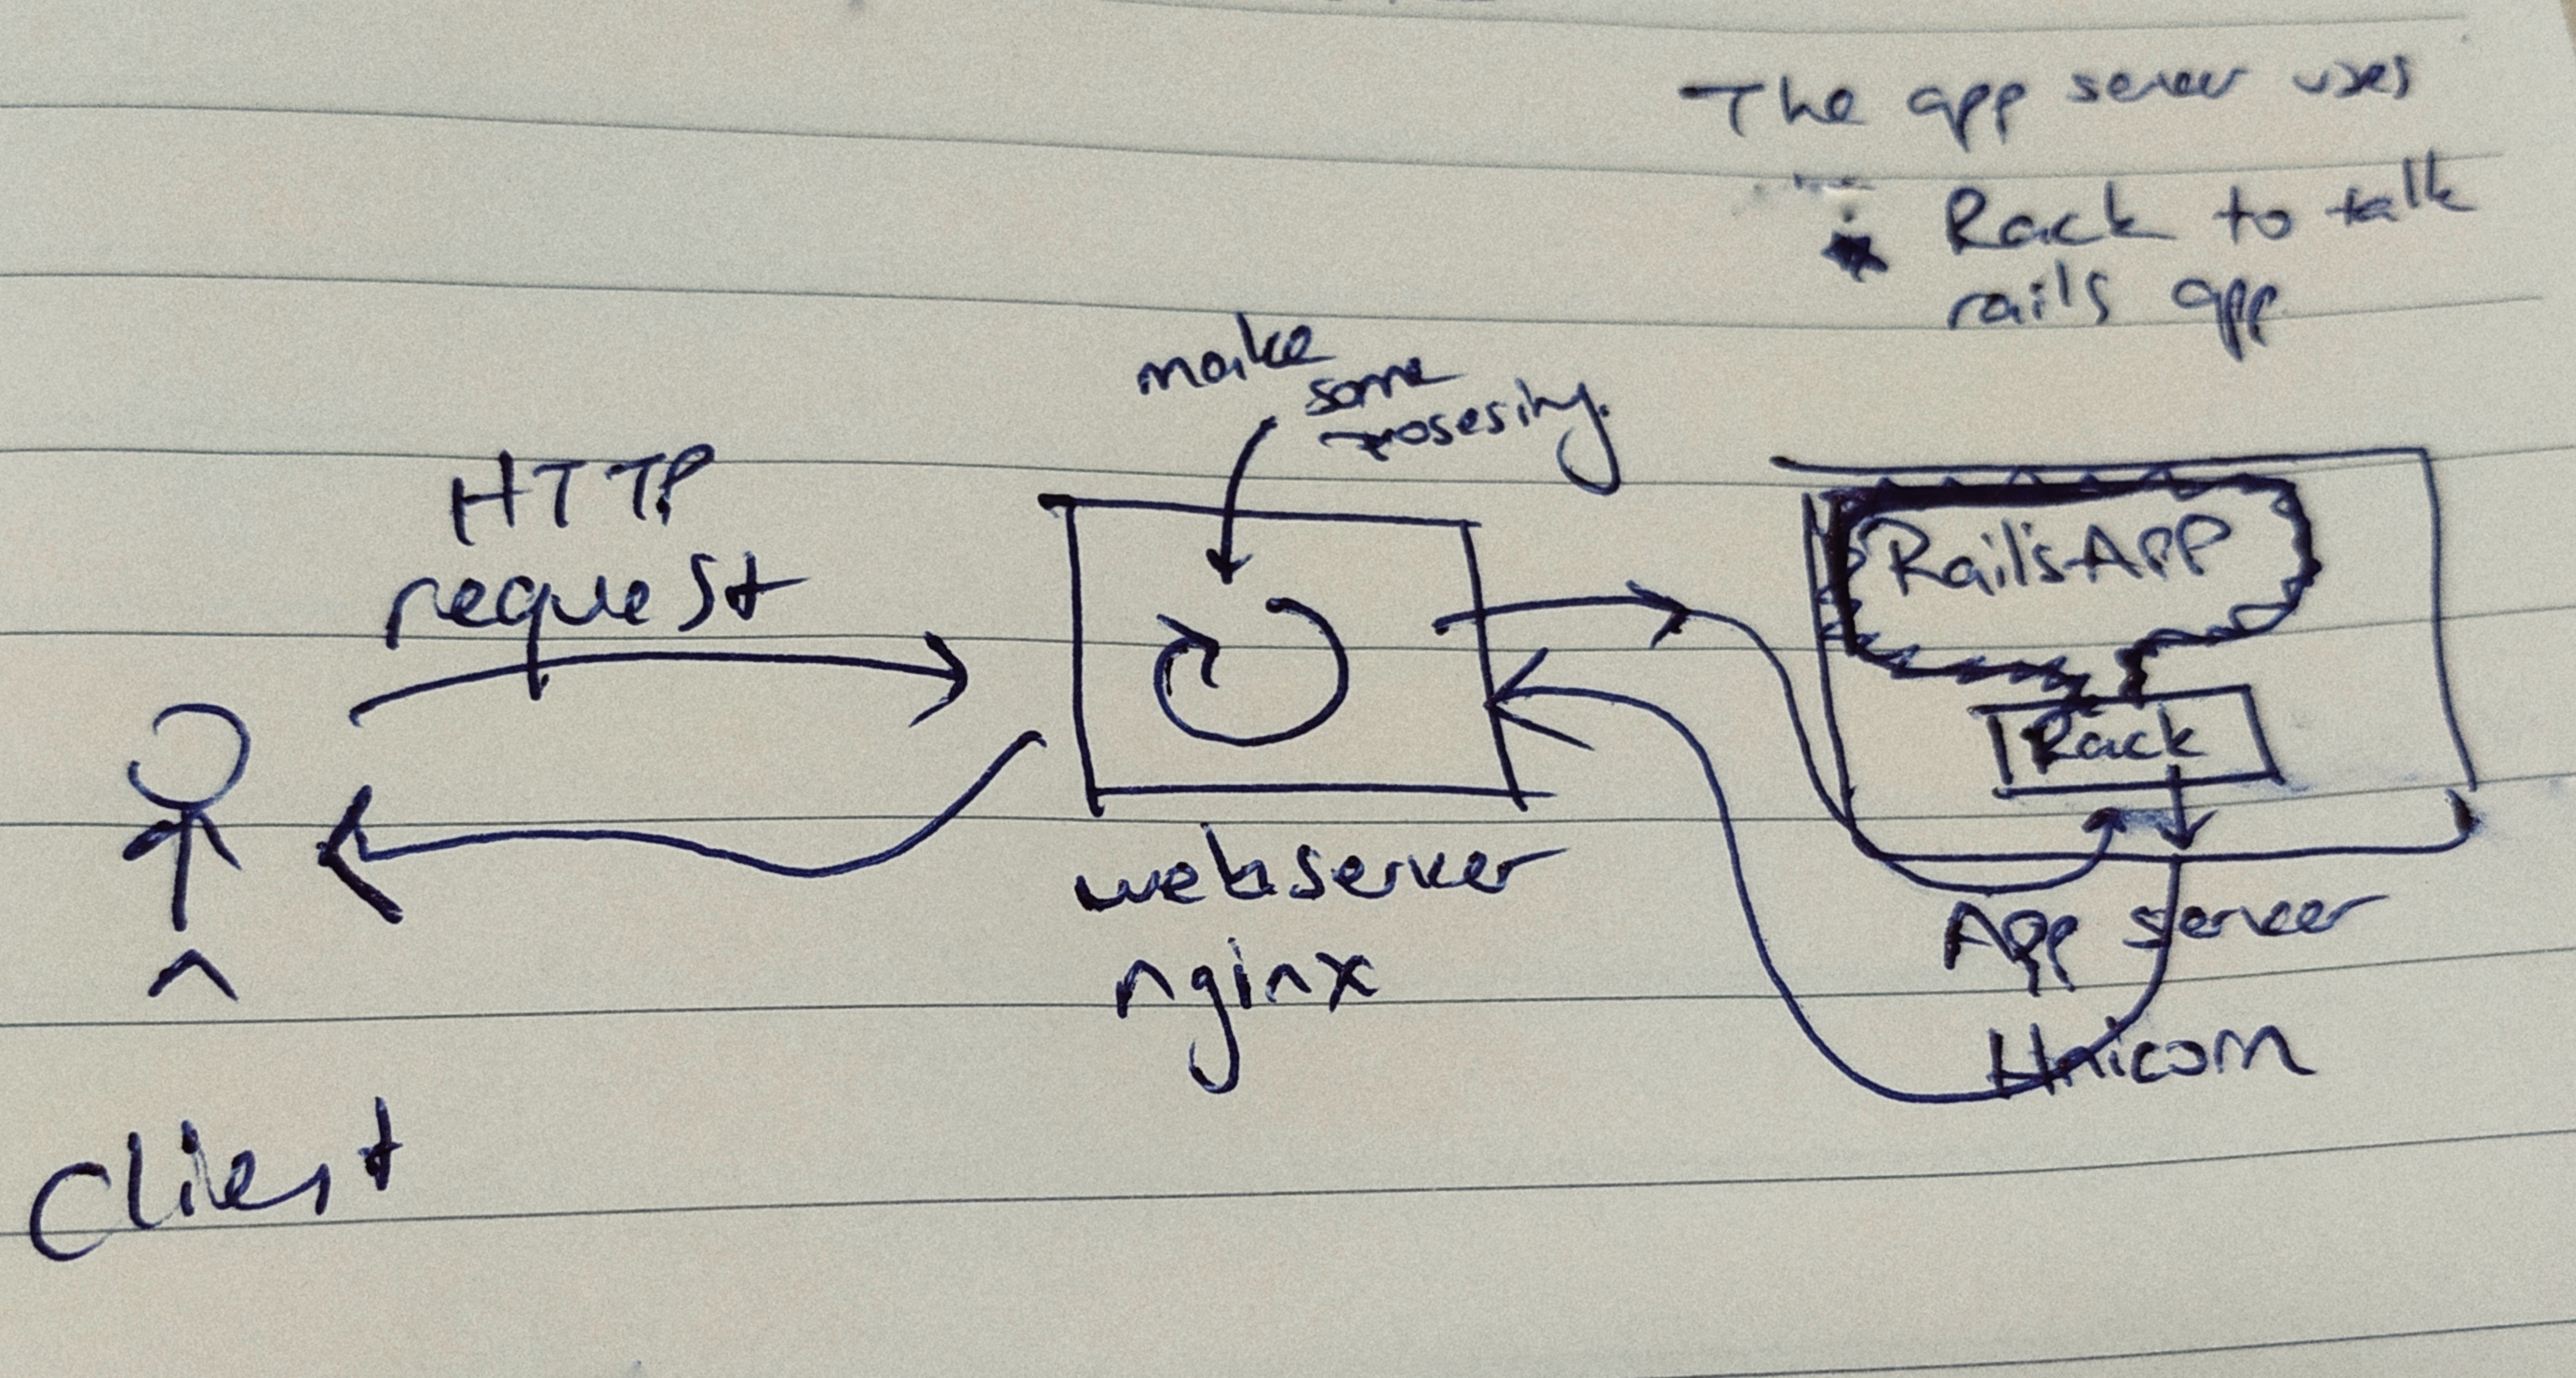 The app server uses
Rack to talk
rails app
make
some
prosesing.
HTTP
request
Rails APP
Rack
webserver
nginx
App server
Unicorn
Client